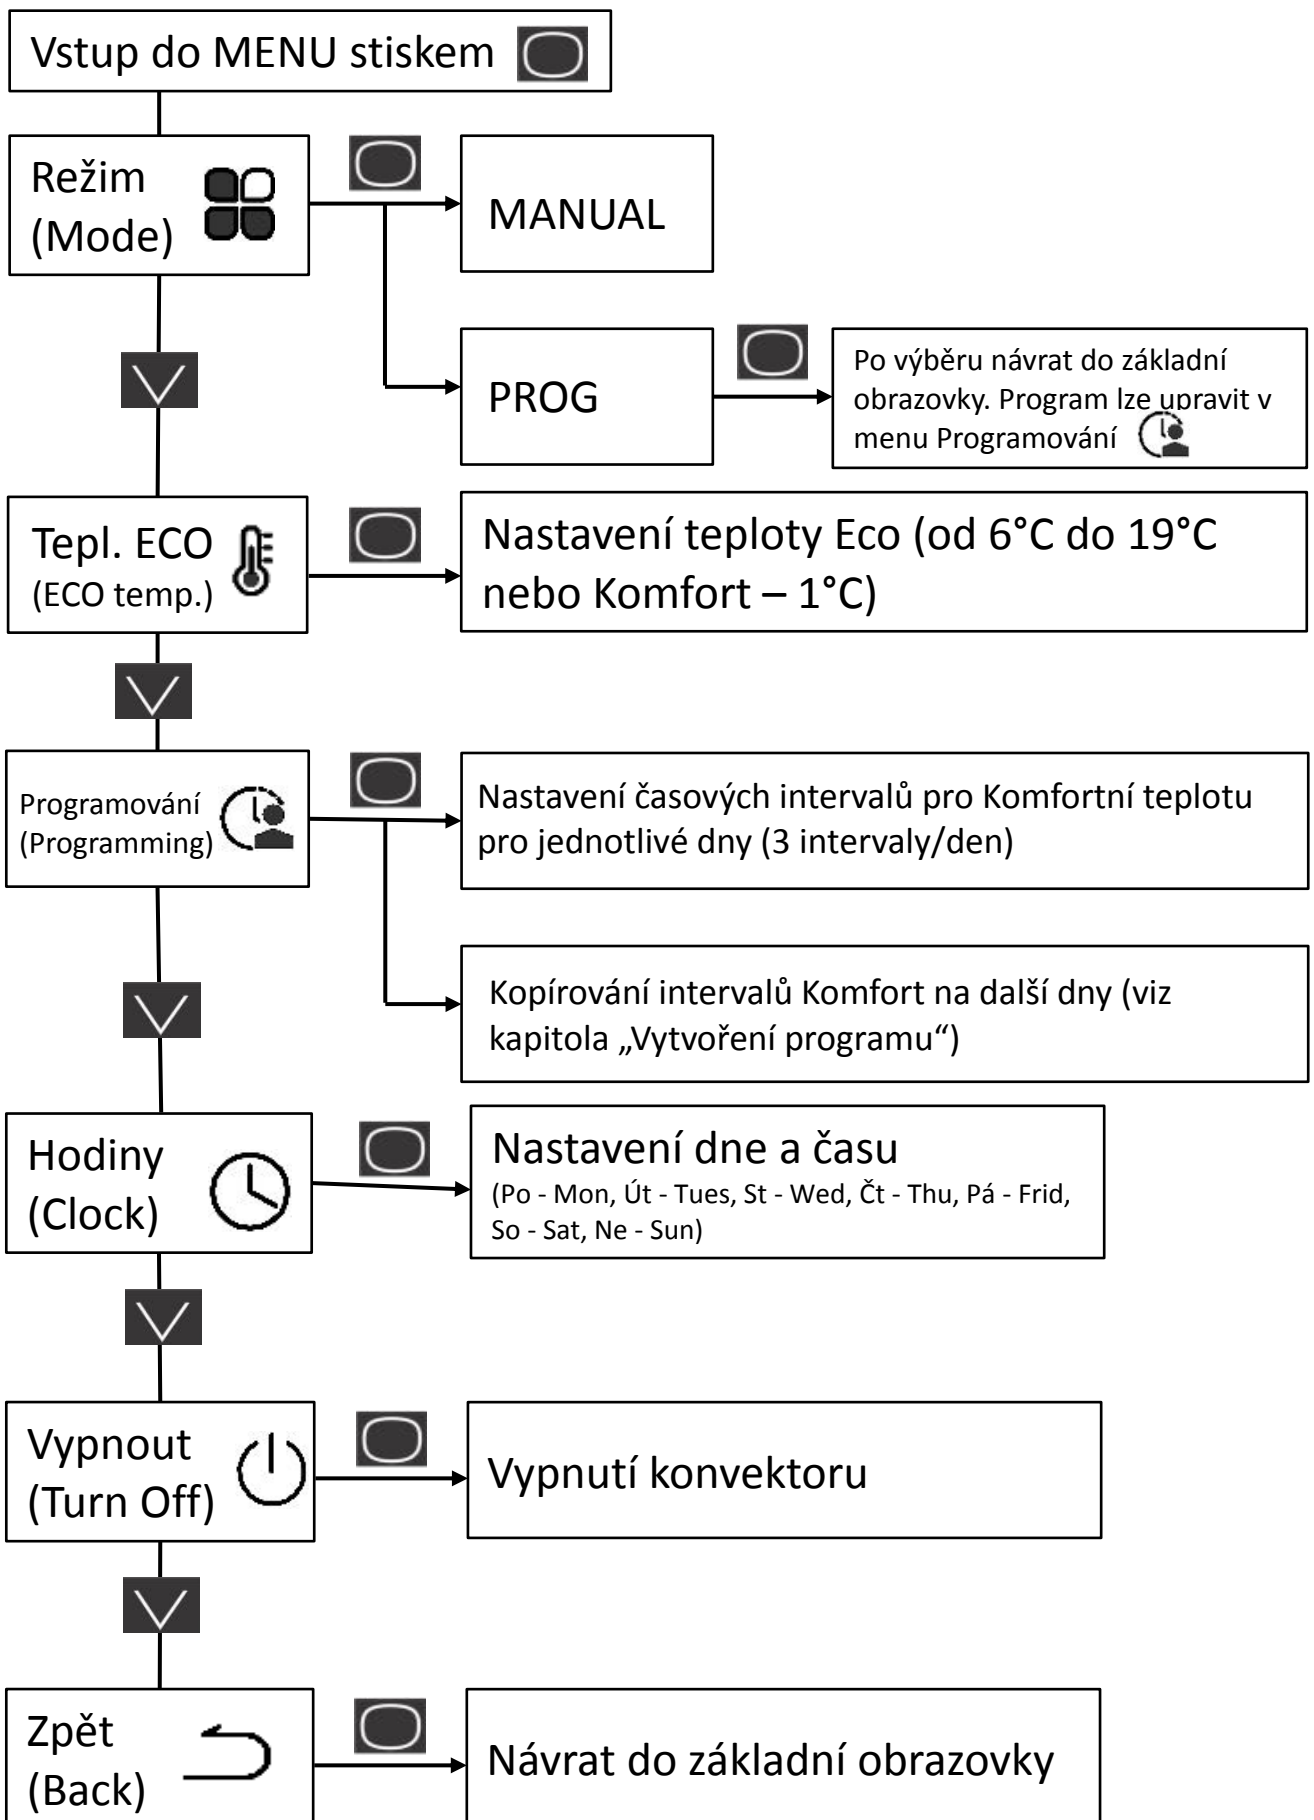 Vstup do MENU stiskem
Režim
(Mode)
MANUAL
PROG
Po výběru návrat do základní
obrazovky. Program lze upravit v
menu Programování
Tepl. ECO
(ECO temp.)
Nastavení teploty Eco (od 6°C do 19°C
nebo Komfort – 1°C)
Programování
(Programming)
Nastavení časových intervalů pro Komfortní teplotu
pro jednotlivé dny (3 intervaly/den)
Kopírování intervalů Komfort na další dny (viz
kapitola „Vytvoření programu“)
Hodiny
(Clock)
Nastavení dne a času
(Po - Mon, Út - Tues, St - Wed, Čt - Thu, Pá - Frid,
So - Sat, Ne - Sun)
Vypnout
(Turn Off)
Vypnutí konvektoru
Zpět
(Back)
Návrat do základní obrazovky